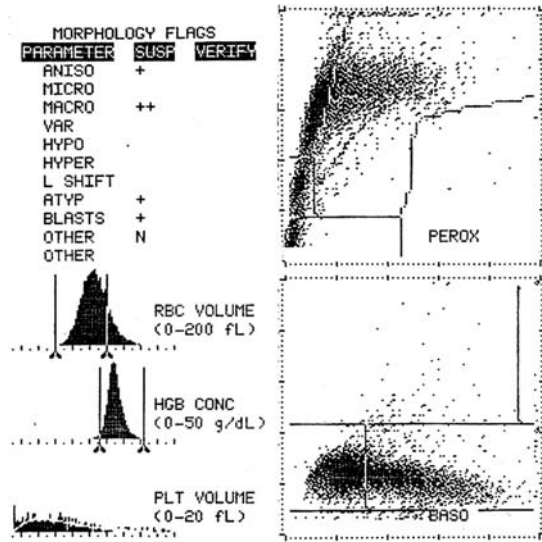 MORPHOLOGY FLAGS
PARAMETER SUSP VERIFY
ANISO +
MICRO
MACRO ++
VAR
HYPO
HYPER
L SHIFT
ATYP +
BLASTS +
OTHER N
OTHER
RBC VOLUME
(0-200 fL)
HGB CONC
(0-50 g/dL)
PLT VOLUME
(0-20 fL)
PEROX
BASO